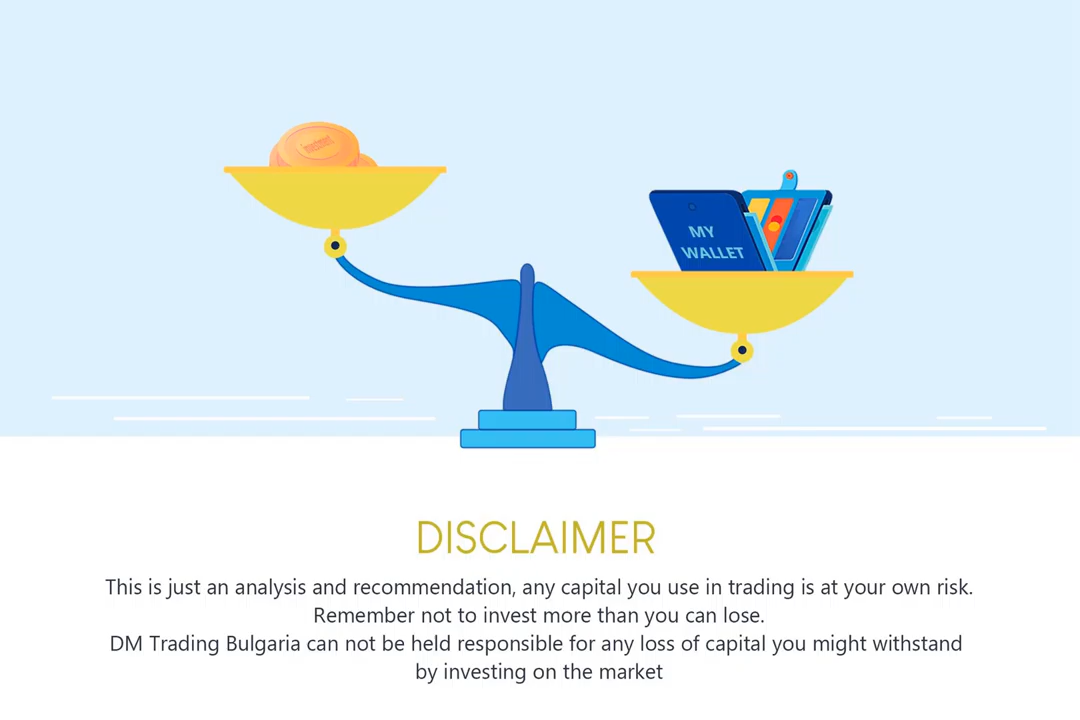 MY
WALLET
DISCLAIMER
This is just an analysis and recommendation, any capital you use in trading is at your own risk.
Remember not to invest more than you can lose.
DM Trading Bulgaria can not be held responsible for any loss of capital you might withstand
by investing on the market